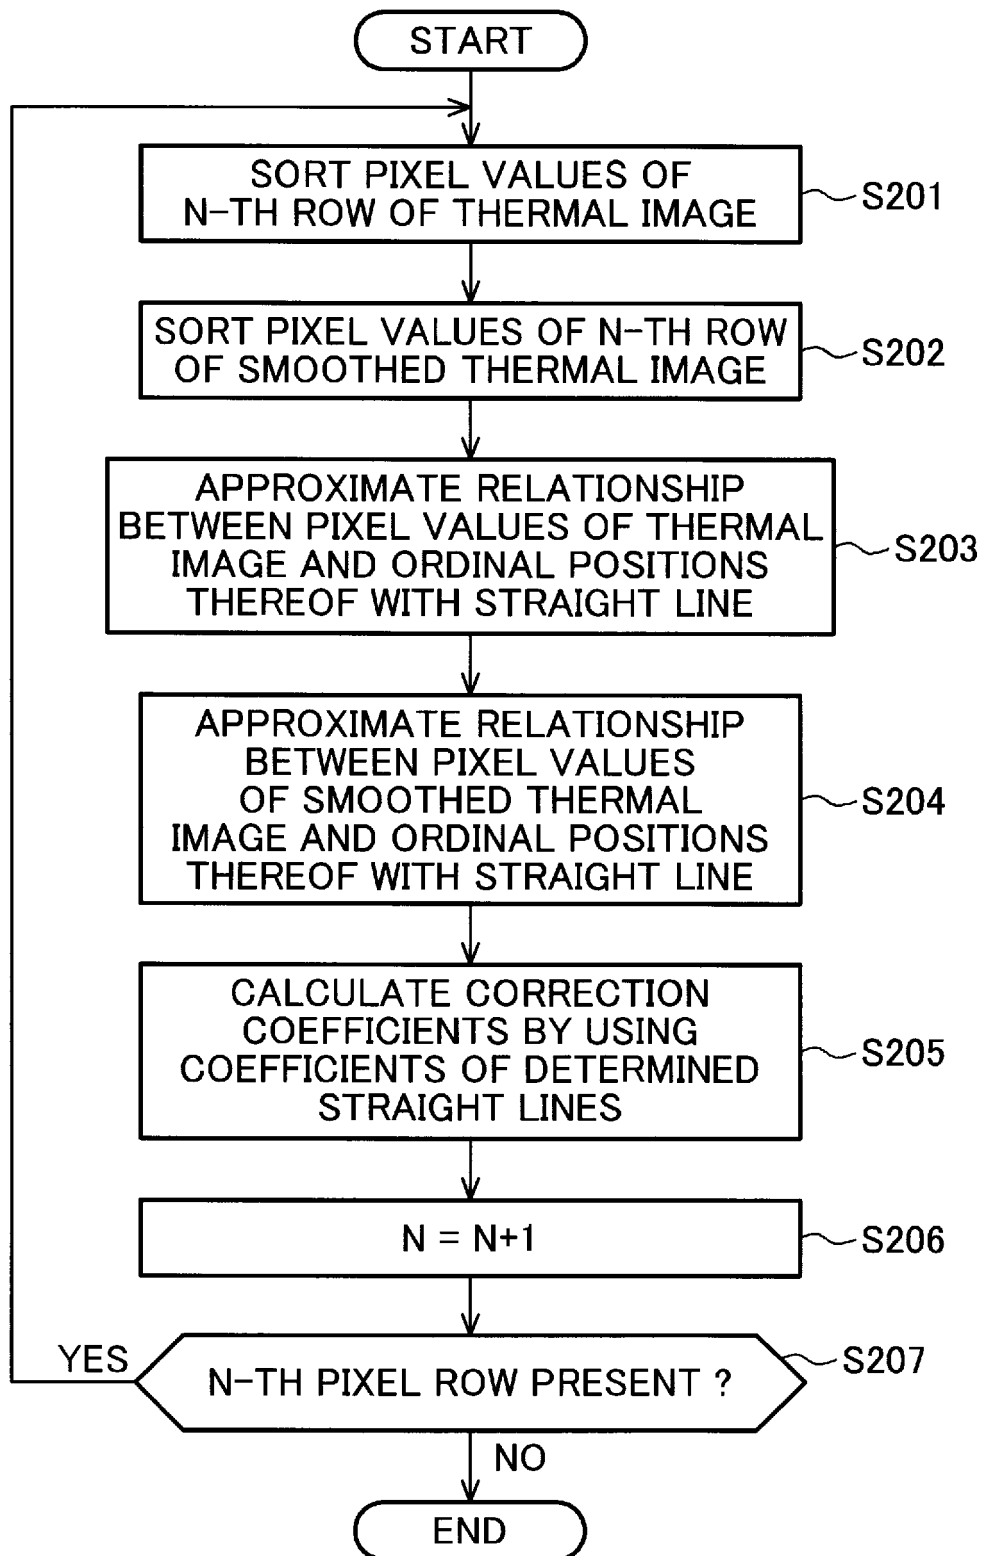 START
SORT PIXEL VALUES OF
N-TH ROW OF THERMAL IMAGE
S201
SORT PIXEL VALUES OF N-TH ROW
OF SMOOTHED THERMAL IMAGE
S202
APPROXIMATE RELATIONSHIP
BETWEEN PIXEL VALUES OF THERMAL
IMAGE AND ORDINAL POSITIONS
THEREOF WITH STRAIGHT LINE
S203
APPROXIMATE RELATIONSHIP
BETWEEN PIXEL VALUES
OF SMOOTHED THERMAL
IMAGE AND ORDINAL POSITIONS
THEREOF WITH STRAIGHT LINE
S204
CALCULATE CORRECTION
COEFFICIENTS BY USING
COEFFICIENTS OF DETERMINED
STRAIGHT LINES
S205
N = N+1
S206
YES
N-TH PIXEL ROW PRESENT ?
S207
NO
END